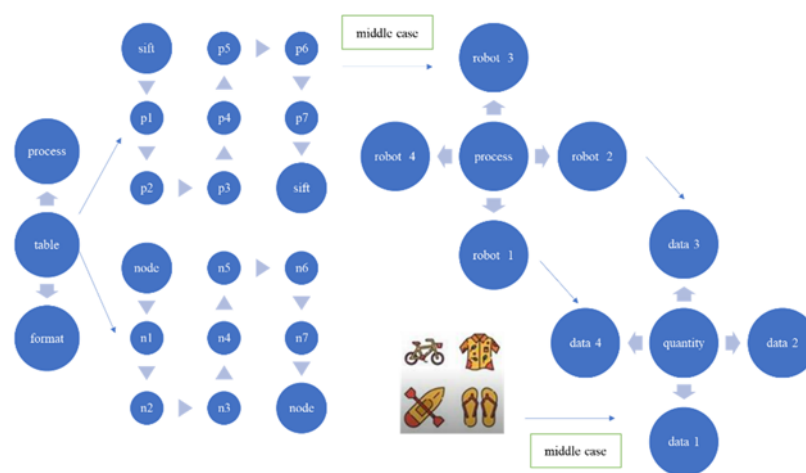 sift
p5
p6
middle case
robot 3
p1
p4
p7
process
robot 4
process
robot 2
p2
p3
sift
table
data 3
node
n5
n6
robot 1
format
n1
n4
n7
data 4
quantity
data 2
n2
n3
node
middle case
data 1